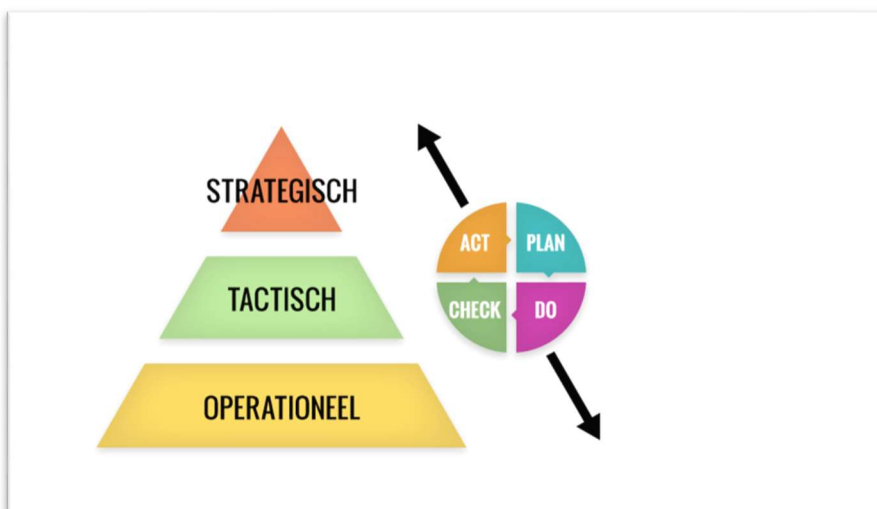 STRATEGISCH
TACTISCH
OPERATIONEEL
ACT
PLAN
CHECK
DO